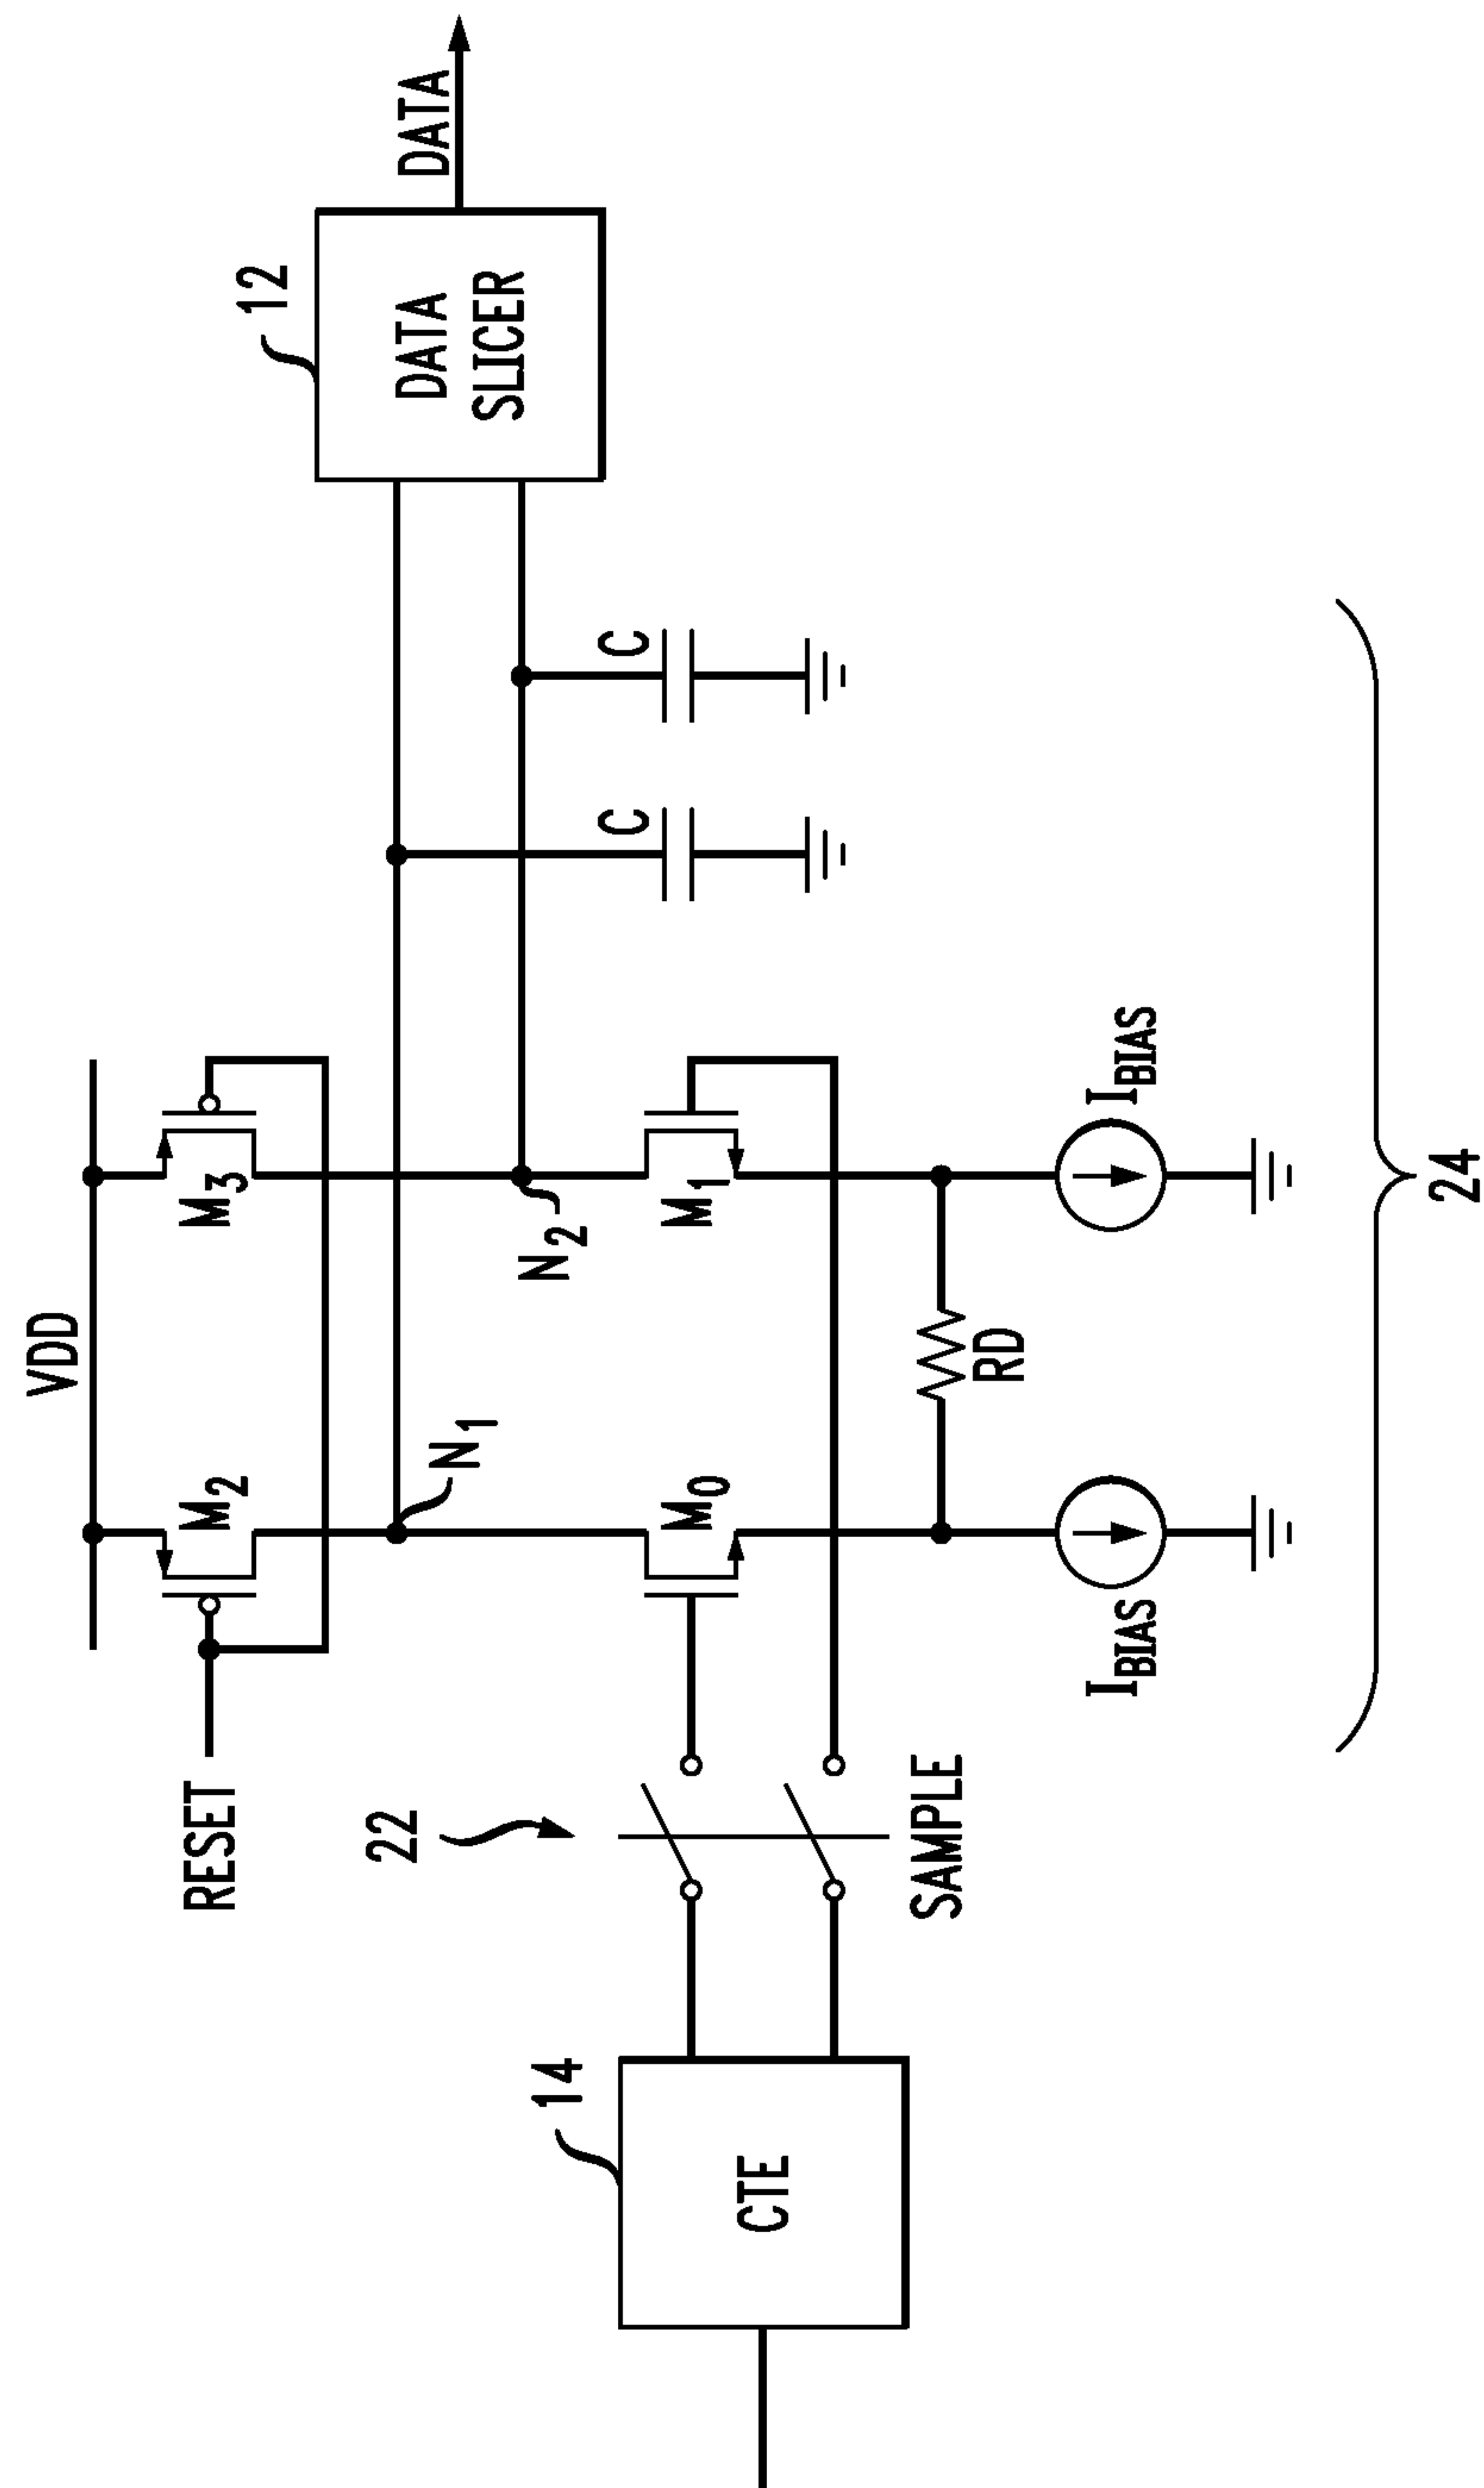 VDD
RESET
M2
M3
12
N1
DATA
SLICER
DATA
N2
22
14
M0
M1
C
C
CTE
SAMPLE
RD
IBIAS
IBIAS
24